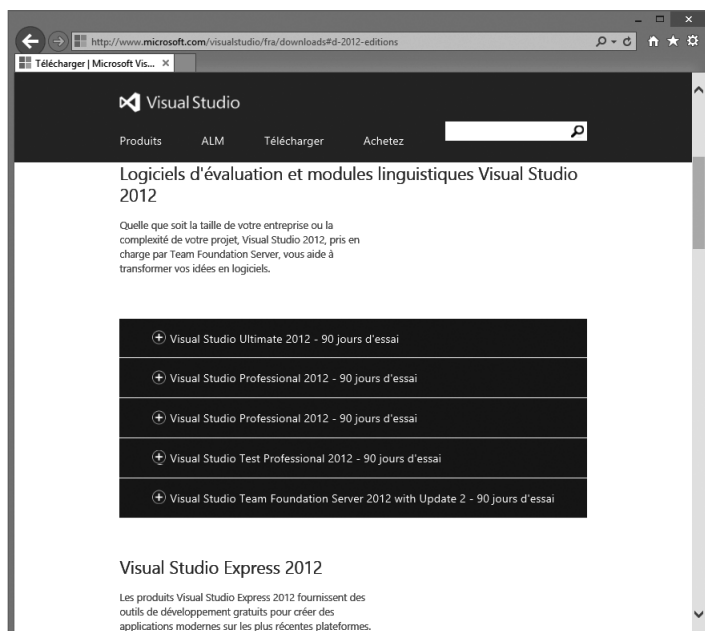 http://www.microsoft.com/visualstudio/fra/downloads#d-2012-editions
Télécharger | Microsoft Vis...
Visual Studio
Produits ALM Télécharger Achetez
Logiciels d'évaluation et modules linguistiques Visual Studio
2012
Quelle que soit la taille de votre entreprise ou la
complexité de votre projet, Visual Studio 2012, pris en
charge par Team Foundation Server, vous aide à
transformer vos idées en logiciels.
Visual Studio Ultimate 2012 - 90 jours d'essai
Visual Studio Professional 2012 - 90 jours d'essai
Visual Studio Professional 2012 - 90 jours d'essai
Visual Studio Test Professional 2012 - 90 jours d'essai
Visual Studio Team Foundation Server 2012 with Update 2 - 90 jours d'essai
Visual Studio Express 2012
Les produits Visual Studio Express 2012 fournissent des
outils de développement gratuits pour créer des
applications modernes sur les plus récentes plateformes.